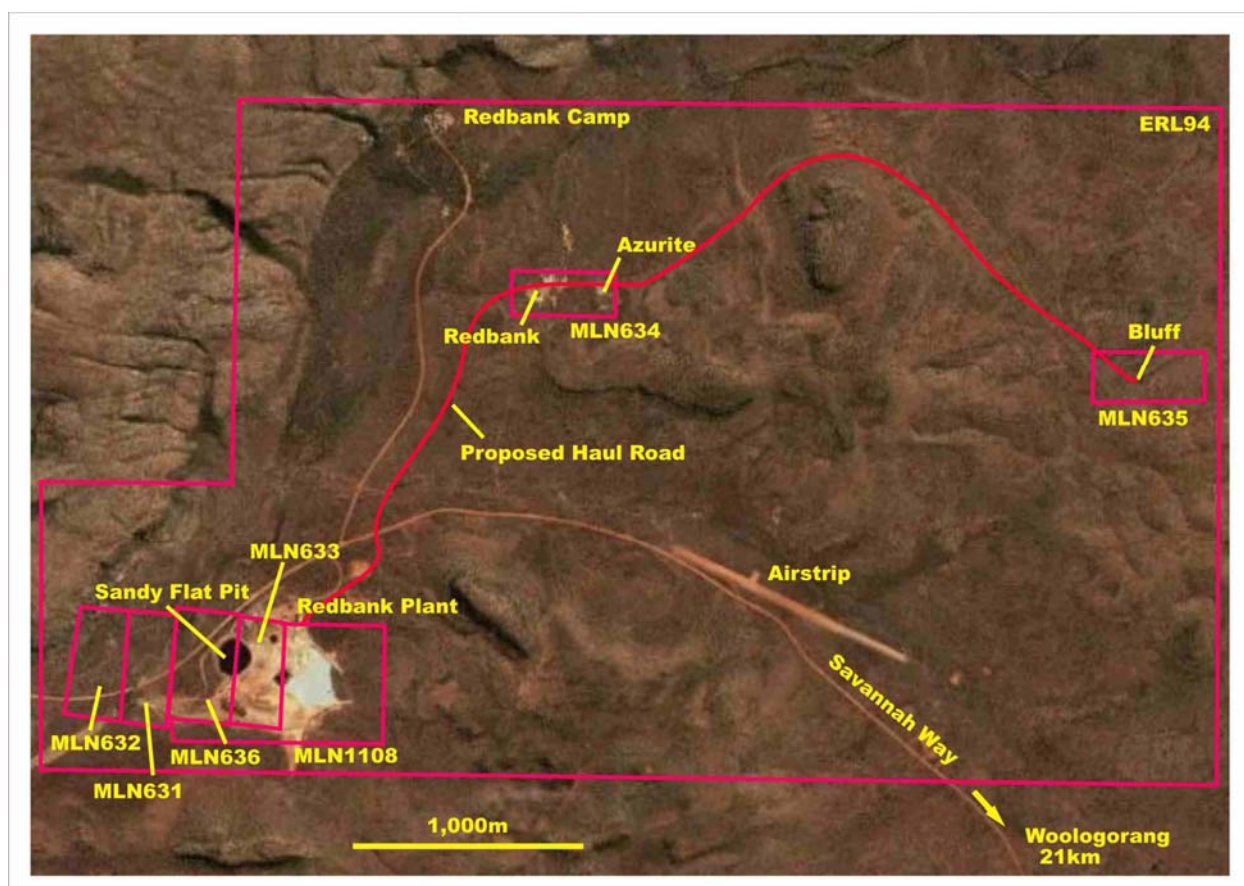 Redbank Camp
ERL94
Azurite
Redbank
MLN634
Bluff
MLN635
Proposed Haul Road
MLN633
Sandy Flat Pit
Redbank Plant
Airstrip
Savannah Way
MLN632
MLN636
MLN1108
MLN631
1,000m
Woologorang
21km